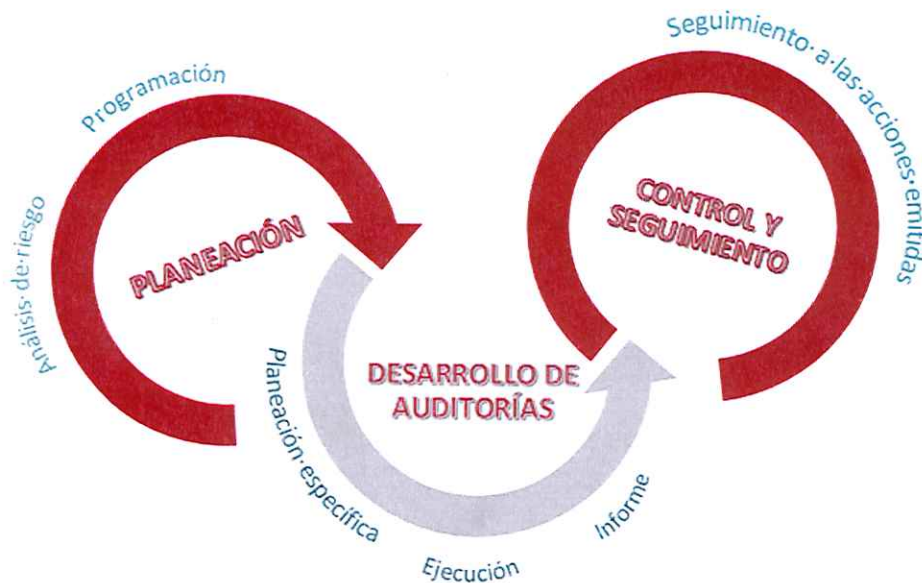 Análisis·de·riesgo
Programación
PLANEACIÓN
Planeación·específica
Ejecución
Informe
DESARROLLO DE
AUDITORÍAS
Seguimiento·a·las·acciones·emitidas
CONTROL Y
SEGUIMIENTO